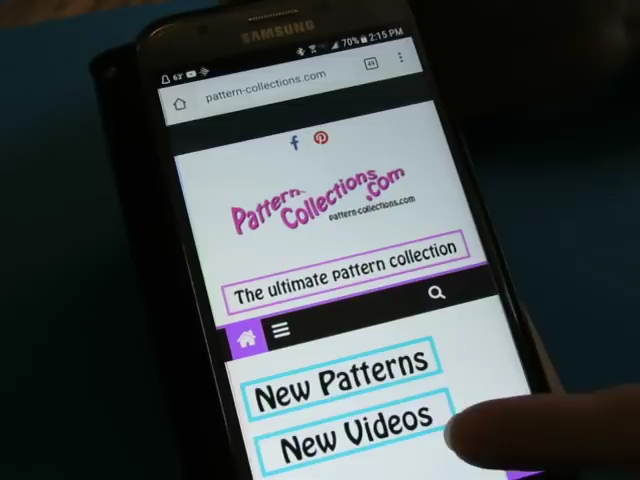 SAMSUNG
63° 70% 2:15 PM
pattern-collections.com
Pattern-
Collections.com
pattern-collections.com
The ultimate pattern collection
New Patterns
New Videos